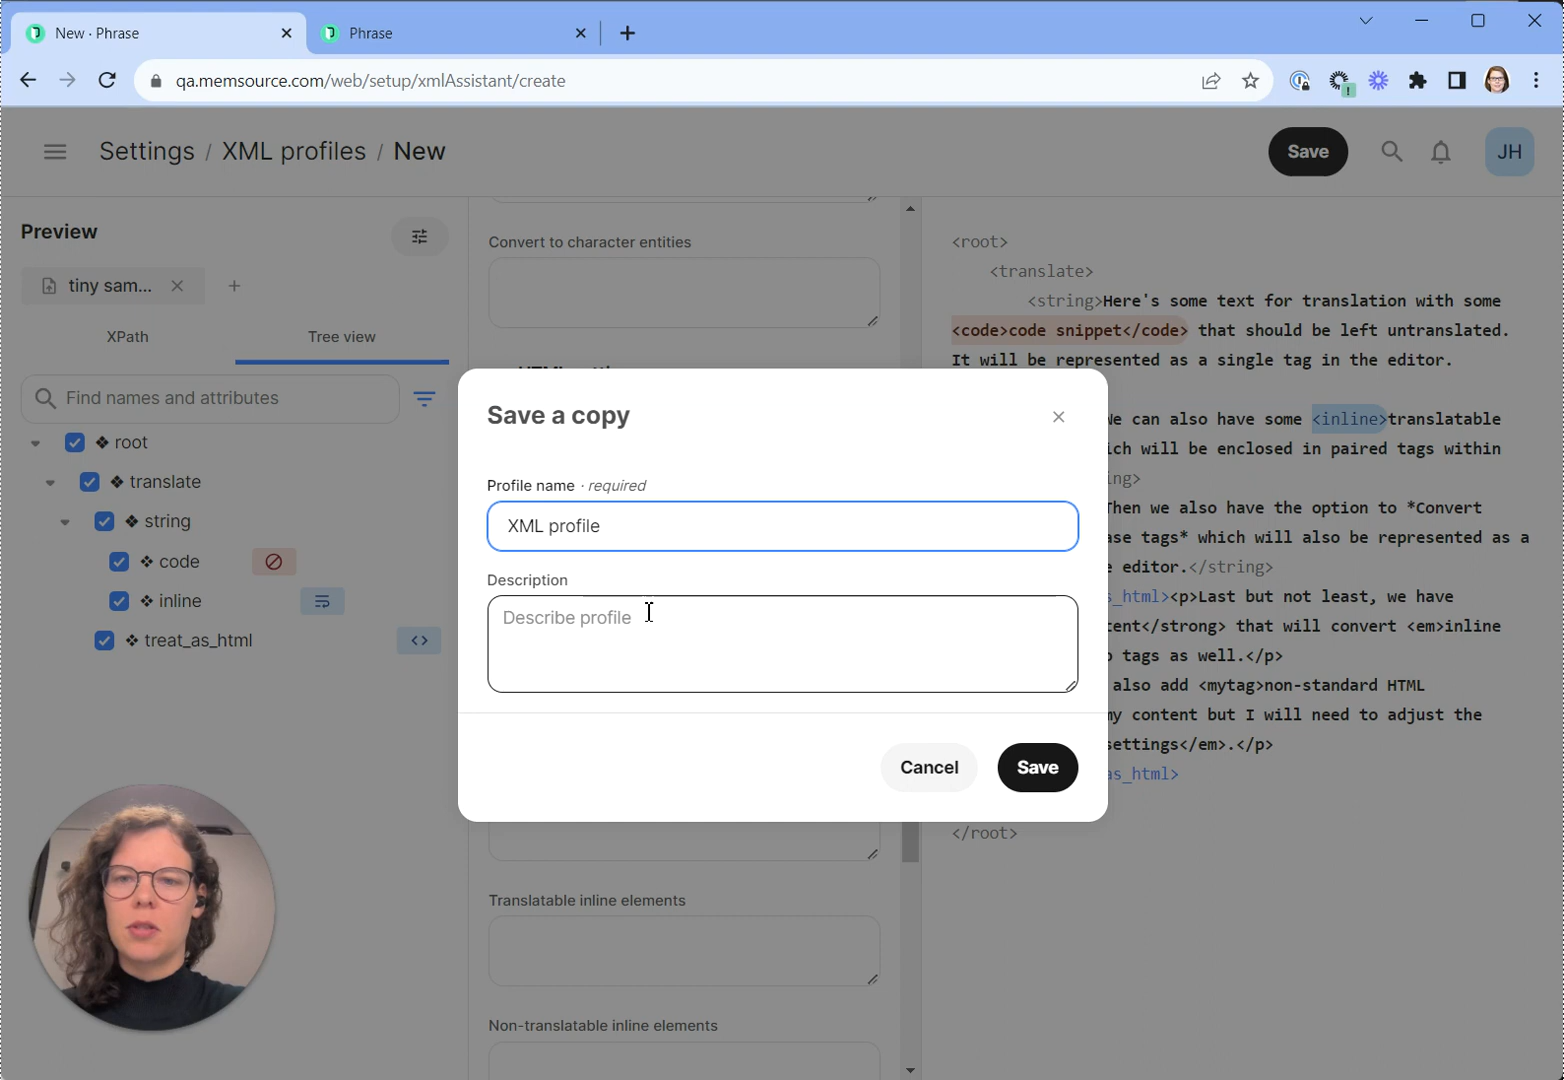 New · Phrase
Phrase
qa.memsource.com/web/setup/xmlAssistant/create
Settings / XML profiles / New
Save
JH
Preview
tiny sam...
XPath
Tree view
Find names and attributes
root
translate
string
code
inline
treat_as_html
Convert to character entities
Save a copy
Profile name · required
XML profile
Description
Describe profile
Cancel
Save
Translatable inline elements
Non-translatable inline elements
<root>
<translate>
<string>Here's some text for translation with some
<code>code snippet</code> that should be left untranslated.
It will be represented as a single tag in the editor.
We can also have some <inline>translatable
ich will be enclosed in paired tags within
ing>
Then we also have the option to *Convert
ase tags* which will also be represented as a
e editor.</string>
s_html><p>Last but not least, we have
tent</strong> that will convert <em>inline
o tags as well.</p>
also add <mytag>non-standard HTML
my content but I will need to adjust the
settings</em>.</p>
as_html>
</root>